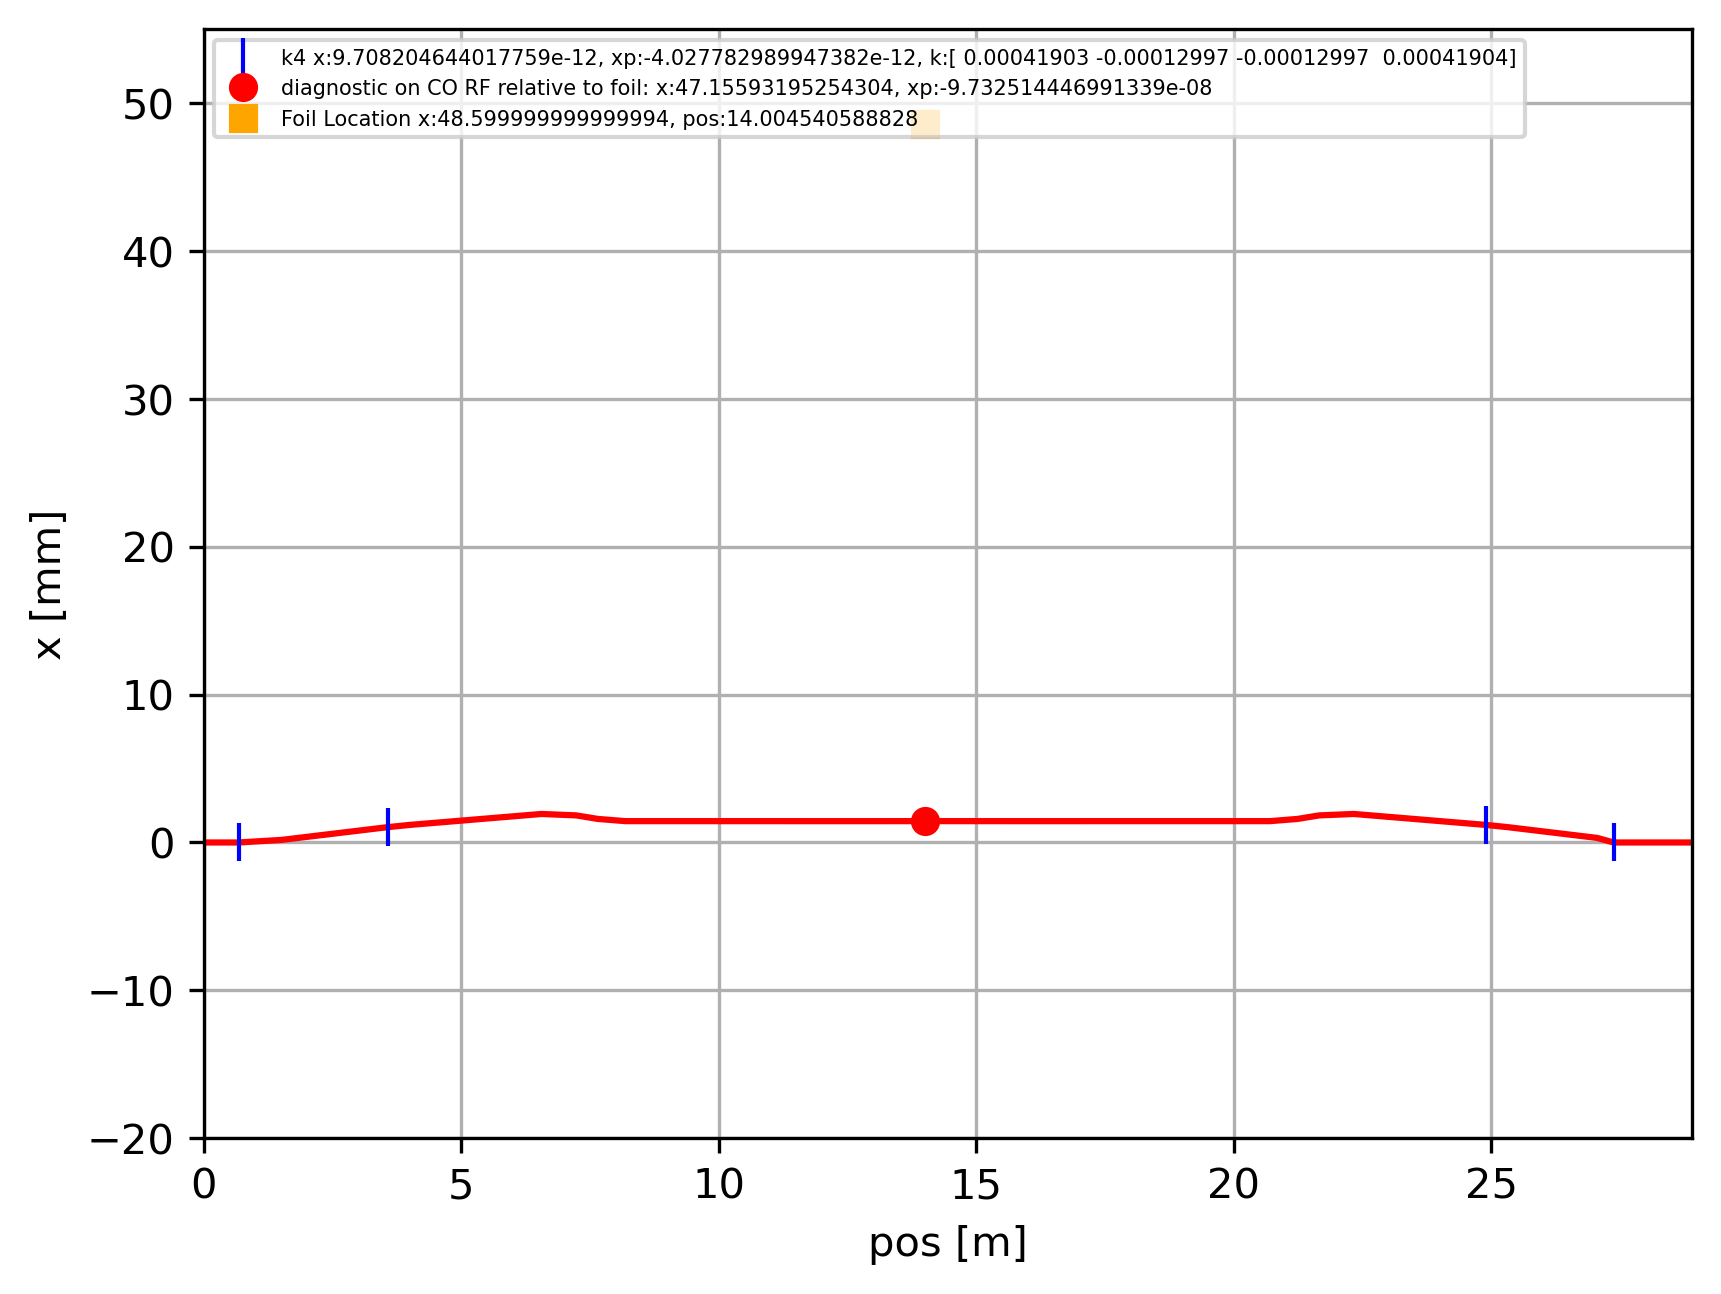 k4 x:9.708204644017759e-12, xp:-4.027782989947382e-12, k:[ 0.00041903 -0.00012997 -0.00012997  0.00041904]
diagnostic on CO RF relative to foil: x:47.15593195254304, xp:-9.732514446991339e-08
Foil Location x:48.599999999999994, pos:14.004540588828
50
40
30
20
10
0
−10
−20
x [mm]
0 5 10 15 20 25
pos [m]